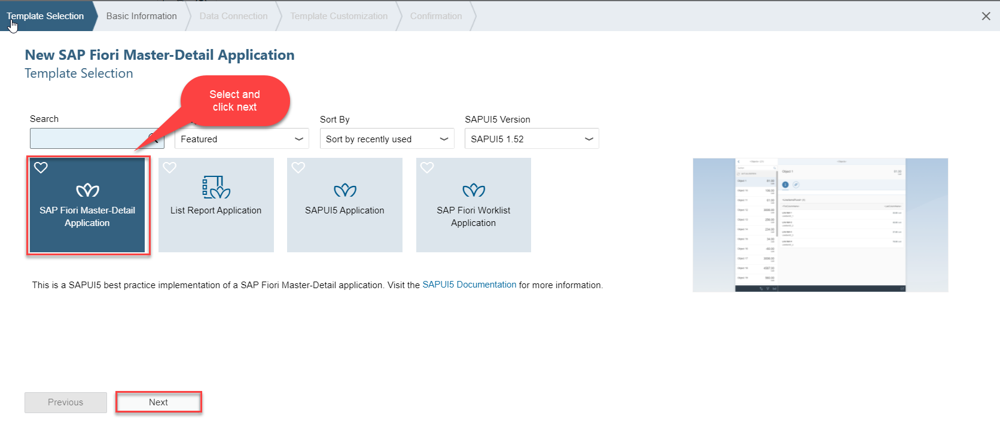 Template Selection
Basic Information
Data Connection
Template Customization
Confirmation
New SAP Fiori Master-Detail Application
Template Selection
Select and
click next
Search
Sort By
SAPUI5 Version
Featured
Sort by recently used
SAPUI5 1.52
SAP Fiori Master-Detail
Application
List Report Application
SAPUI5 Application
SAP Fiori Worklist
Application
This is a SAPUI5 best practice implementation of a SAP Fiori Master-Detail application. Visit the SAPUI5 Documentation for more information.
Object 1
Previous
Next